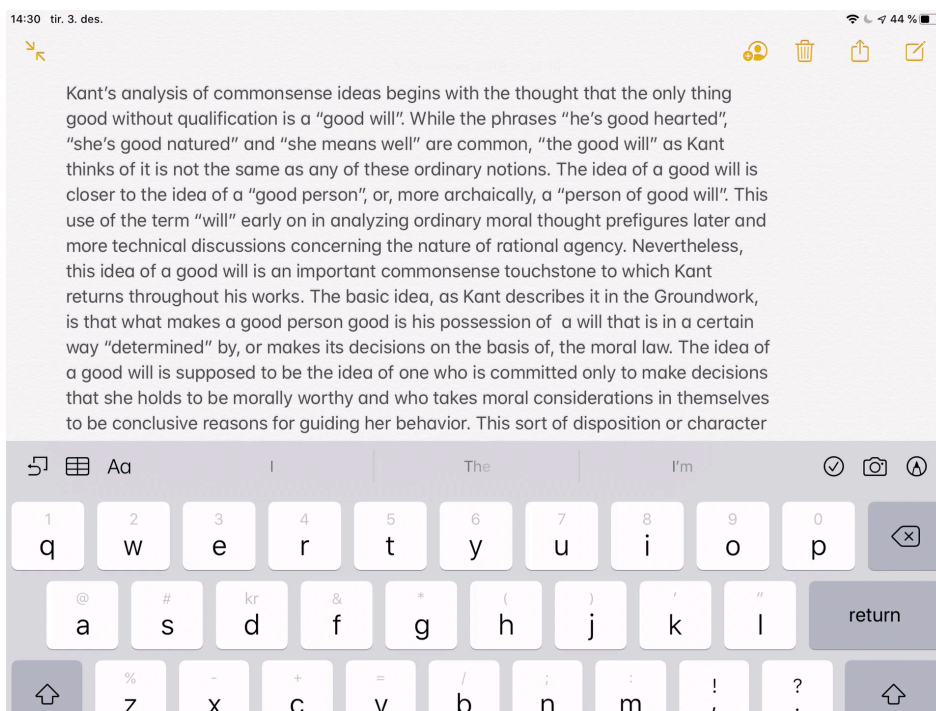 14:30 tir. 3. des.
44 %
Kant’s analysis of commonsense ideas begins with the thought that the only thing
good without qualification is a “good will”. While the phrases “he’s good hearted”,
“she’s good natured” and “she means well” are common, “the good will” as Kant
thinks of it is not the same as any of these ordinary notions. The idea of a good will is
closer to the idea of a “good person”, or, more archaically, a “person of good will”. This
use of the term “will” early on in analyzing ordinary moral thought prefigures later and
more technical discussions concerning the nature of rational agency. Nevertheless,
this idea of a good will is an important commonsense touchstone to which Kant
returns throughout his works. The basic idea, as Kant describes it in the Groundwork,
is that what makes a good person good is his possession of  a will that is in a certain
way “determined” by, or makes its decisions on the basis of, the moral law. The idea of
a good will is supposed to be the idea of one who is committed only to make decisions
that she holds to be morally worthy and who takes moral considerations in themselves
to be conclusive reasons for guiding her behavior. This sort of disposition or character
Aa I The I’m
1 2 3 4 5 6 7 8 9 0
q w e r t y u i o p
@ # kr & * ( ) ' "
a s d f g h j k l return
% - + = / ; : ! ?
z x c v b n m , .